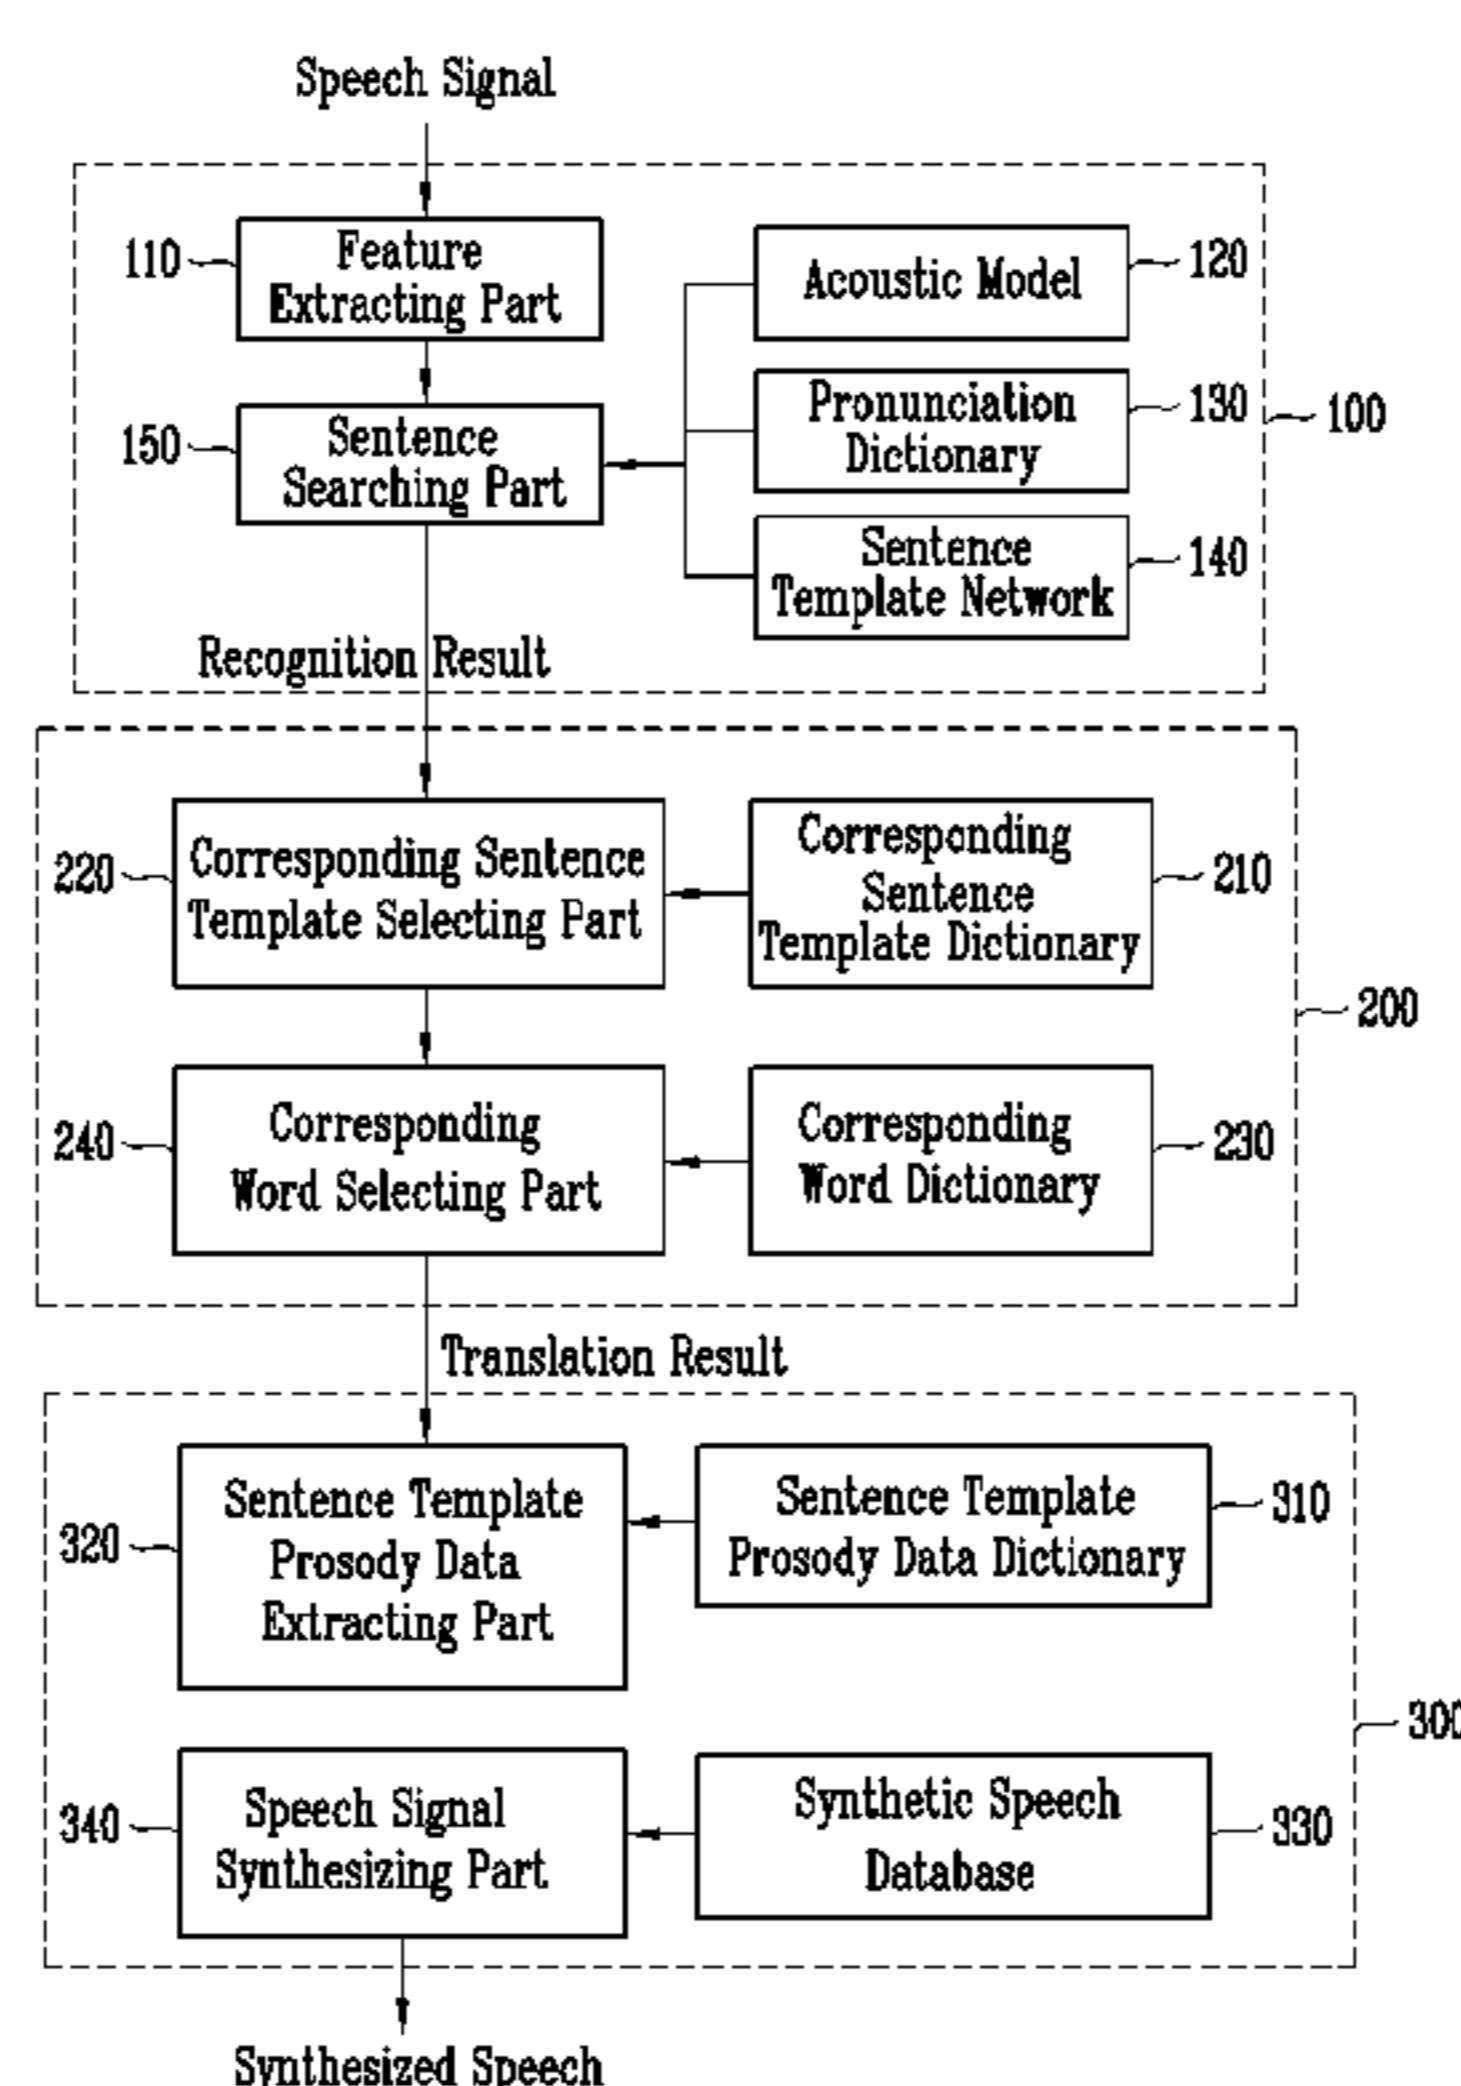 Speech Signal
110
Feature
Extracting Part
Acoustic Model
120
150
Sentence
Searching Part
Pronunciation
Dictionary
130
100
Sentence
Template Network
140
Recognition Result
220
Corresponding Sentence
Template Selecting Part
Corresponding
Sentence
Template Dictionary
210
200
240
Corresponding
Word Selecting Part
Corresponding
Word Dictionary
230
Translation Result
320
Sentence Template
Prosody Data
Extracting Part
Sentence Template
Prosody Data Dictionary
310
300
340
Speech Signal
Synthesizing Part
Synthetic Speech
Database
330
Synthesized Speech